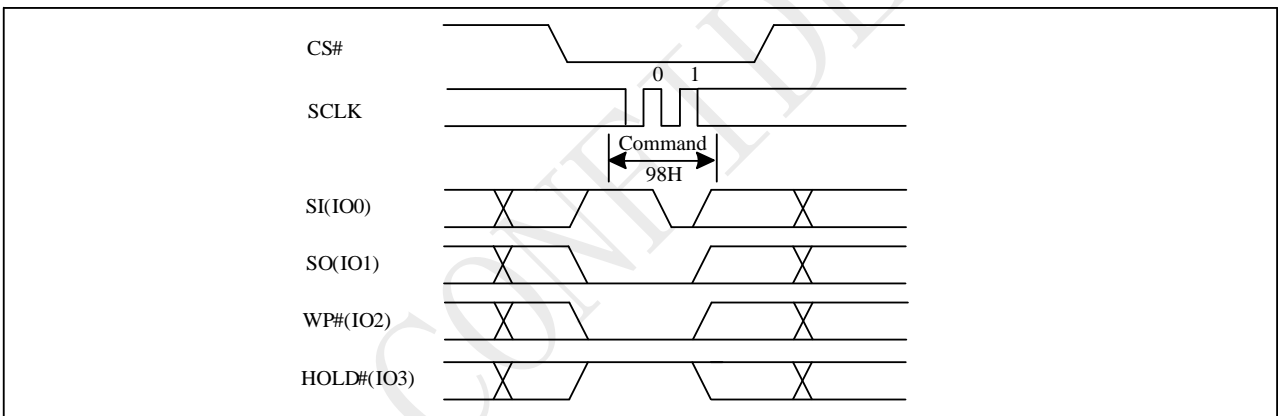 CS#
0 1
SCLK
Command
98H
SI(IO0)
SO(IO1)
WP#(IO2)
HOLD#(IO3)